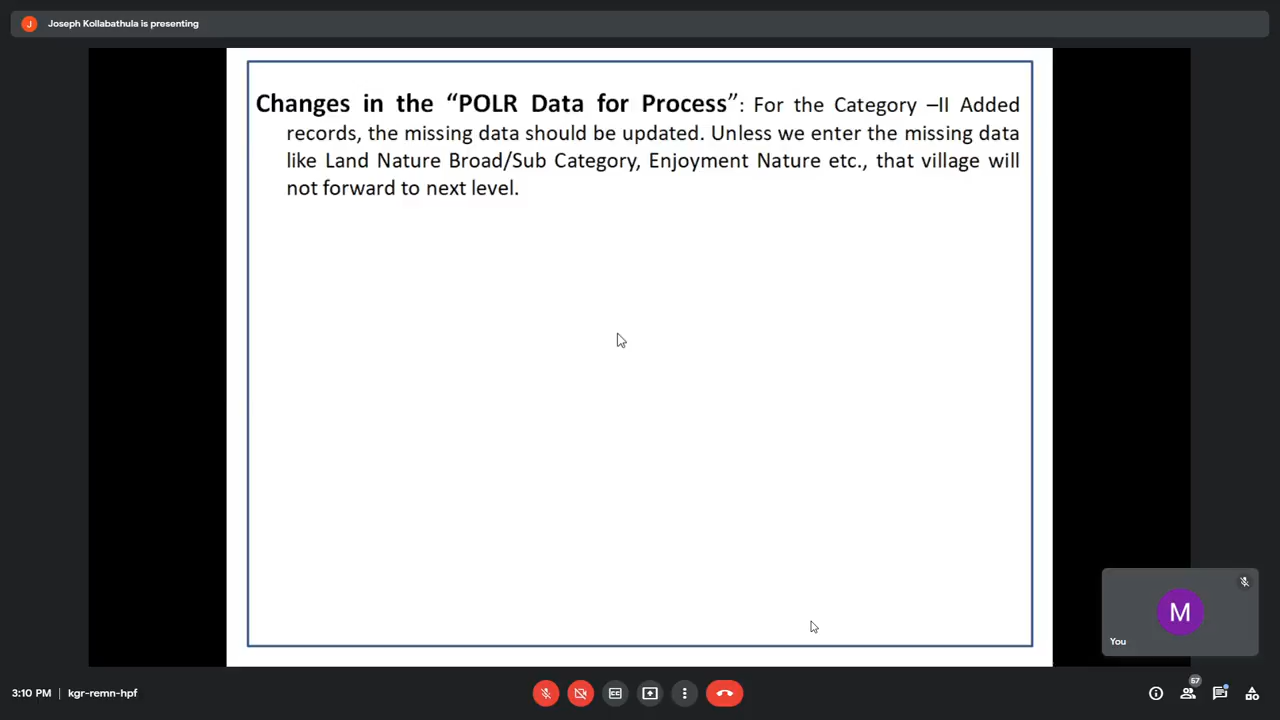 J Joseph Kollabathula is presenting
Changes in the “POLR Data for Process”: For the Category –II Added
records, the missing data should be updated. Unless we enter the missing data
like Land Nature Broad/Sub Category, Enjoyment Nature etc., that village will
not forward to next level.
M
You
3:10 PM | kgr-remn-hpf
57